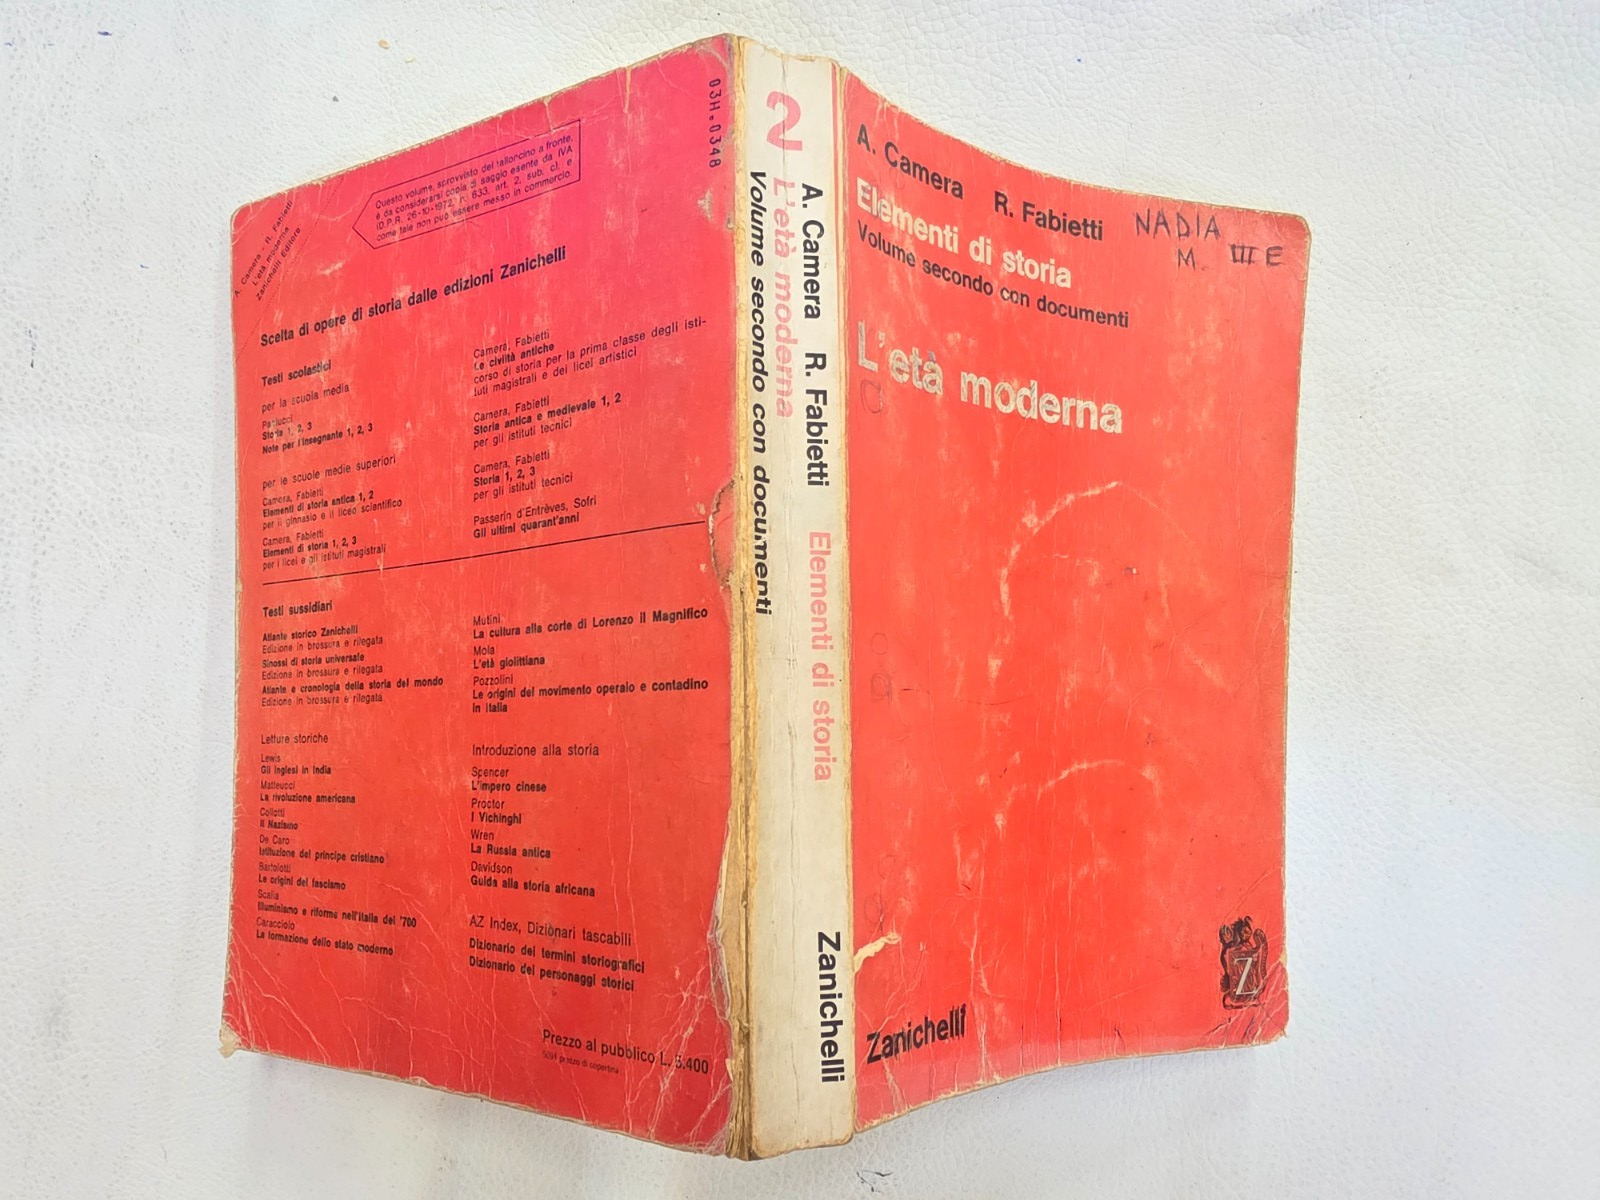 03H.0348
Questo volume, sprovvisto del talloncino a fronte,
è da considerarsi copia di saggio esente da IVA
(D.P.R. 26-10-1972, n. 633, art. 2, sub. c), e
come tale non può essere messo in commercio.
A. Camera - R. Fabietti
L'età moderna
Zanichelli Editore
Scelta di opere di storia dalle edizioni Zanichelli
Testi scolastici
per la scuola media
Paolucci
Storia 1, 2, 3
Note per l'insegnante 1, 2, 3
per le scuole medie superiori
Camera, Fabietti
Elementi di storia antica 1, 2
per il ginnasio e il liceo scientifico
Camera, Fabietti
Elementi di storia 1, 2, 3
per i licei e gli istituti magistrali
Camera, Fabietti
Le civiltà antiche
corso di storia per la prima classe degli isti-
tuti magistrali e dei licei artistici
Camera, Fabietti
Storia antica e medievale 1, 2
per gli istituti tecnici
Camera, Fabietti
Storia 1, 2, 3
per gli istituti tecnici
Passerin d'Entrèves, Sofri
Gli ultimi quarant'anni
Testi sussidiari
Atlante storico Zanichelli
Edizione in brossura e rilegata
Sinossi di storia universale
Edizione in brossura e rilegata
Atlante e cronologia della storia del mondo
Edizione in brossura e rilegata
Letture storiche
Lewis
Gli inglesi in India
Matteucci
La rivoluzione americana
Collotti
Il Nazismo
De Caro
Istituzione del principe cristiano
Bartolotti
Le origini del fascismo
Scalia
Illuminismo e riforme nell'Italia del '700
Caracciolo
La formazione dello stato moderno
Mutini
La cultura alla corte di Lorenzo il Magnifico
Mola
L'età giolittiana
Pozzolini
Le origini del movimento operaio e contadino
in Italia
Introduzione alla storia
Spencer
L'impero cinese
Proctor
I Vichinghi
Wren
La Russia antica
Davidson
Guida alla storia africana
AZ Index, Dizionari tascabili
Dizionario dei termini storiografici
Dizionario dei personaggi storici
Prezzo al pubblico L. 5.400
5094 prezzo di copertina
2
A. Camera R. Fabietti Elementi di storia
L'età moderna
Volume secondo con documenti
Zanichelli
A. Camera R. Fabietti
Elementi di storia
Volume secondo con documenti
L'età moderna
NADIA
M. III E
Z
Zanichelli